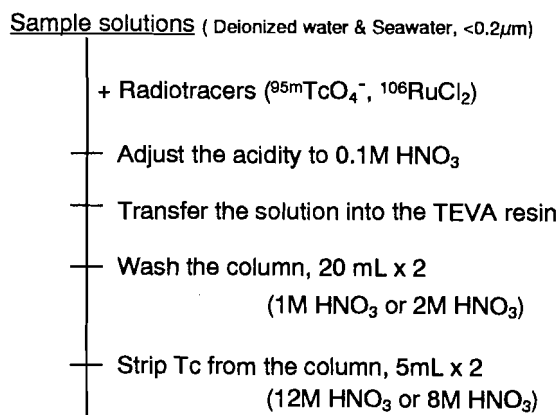 Sample solutions ( Deionized water & Seawater, <0.2μm)
+ Radiotracers (⁹⁵ᵐTcO₄⁻, ¹⁰⁶RuCl₂)
Adjust the acidity to 0.1M HNO₃
Transfer the solution into the TEVA resin
Wash the column, 20 mL x 2
(1M HNO₃ or 2M HNO₃)
Strip Tc from the column, 5mL x 2
(12M HNO₃ or 8M HNO₃)